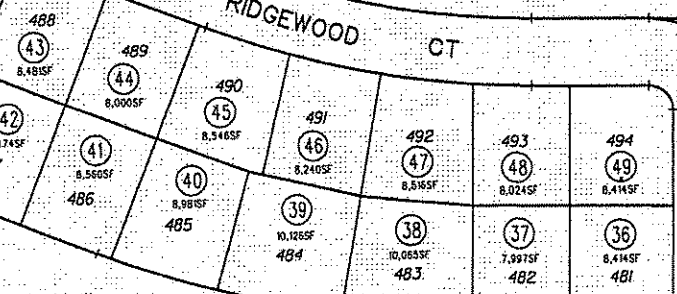 RIDGEWOOD CT
488
43
8,481SF
489
44
8,000SF
490
45
8,546SF
491
46
8,240SF
492
47
8,516SF
493
48
8,024SF
494
49
8,414SF
42
41
8,560SF
486
40
8,981SF
485
39
10,126SF
484
38
10,065SF
483
37
7,997SF
482
36
8,414SF
481